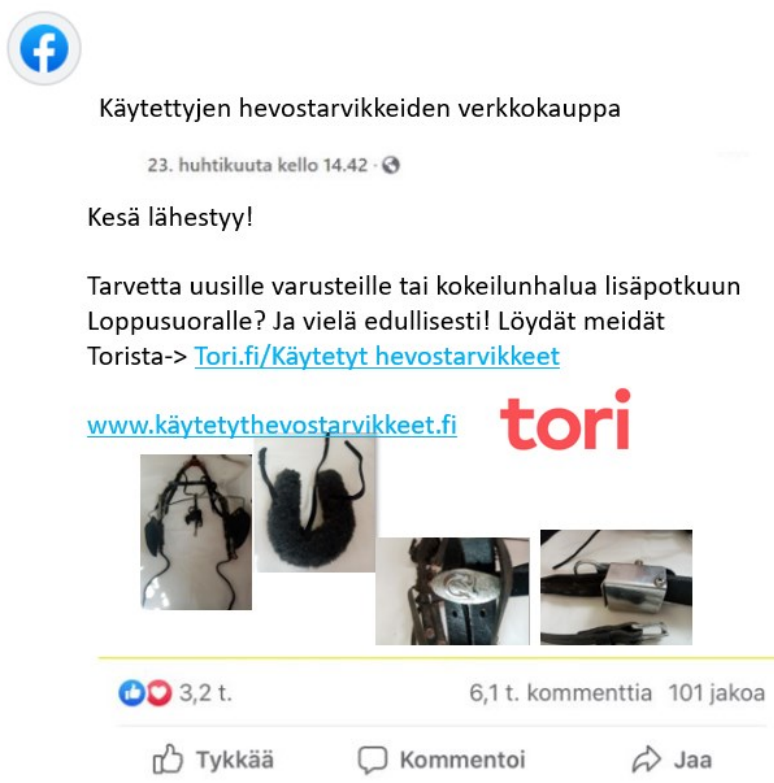 Käytettyjen hevostarvikkeiden verkkokauppa
23. huhtikuuta kello 14.42 ·
Kesä lähestyy!
Tarvetta uusille varusteille tai kokeilunhalua lisäpotkuun
Loppusuoralle? Ja vielä edullisesti! Löydät meidät
Torista-> Tori.fi/Käytetyt hevostarvikkeet
www.käytetythevostarvikkeet.fi
tori
3,2 t. 6,1 t. kommenttia 101 jakoa
Tykkää Kommentoi Jaa